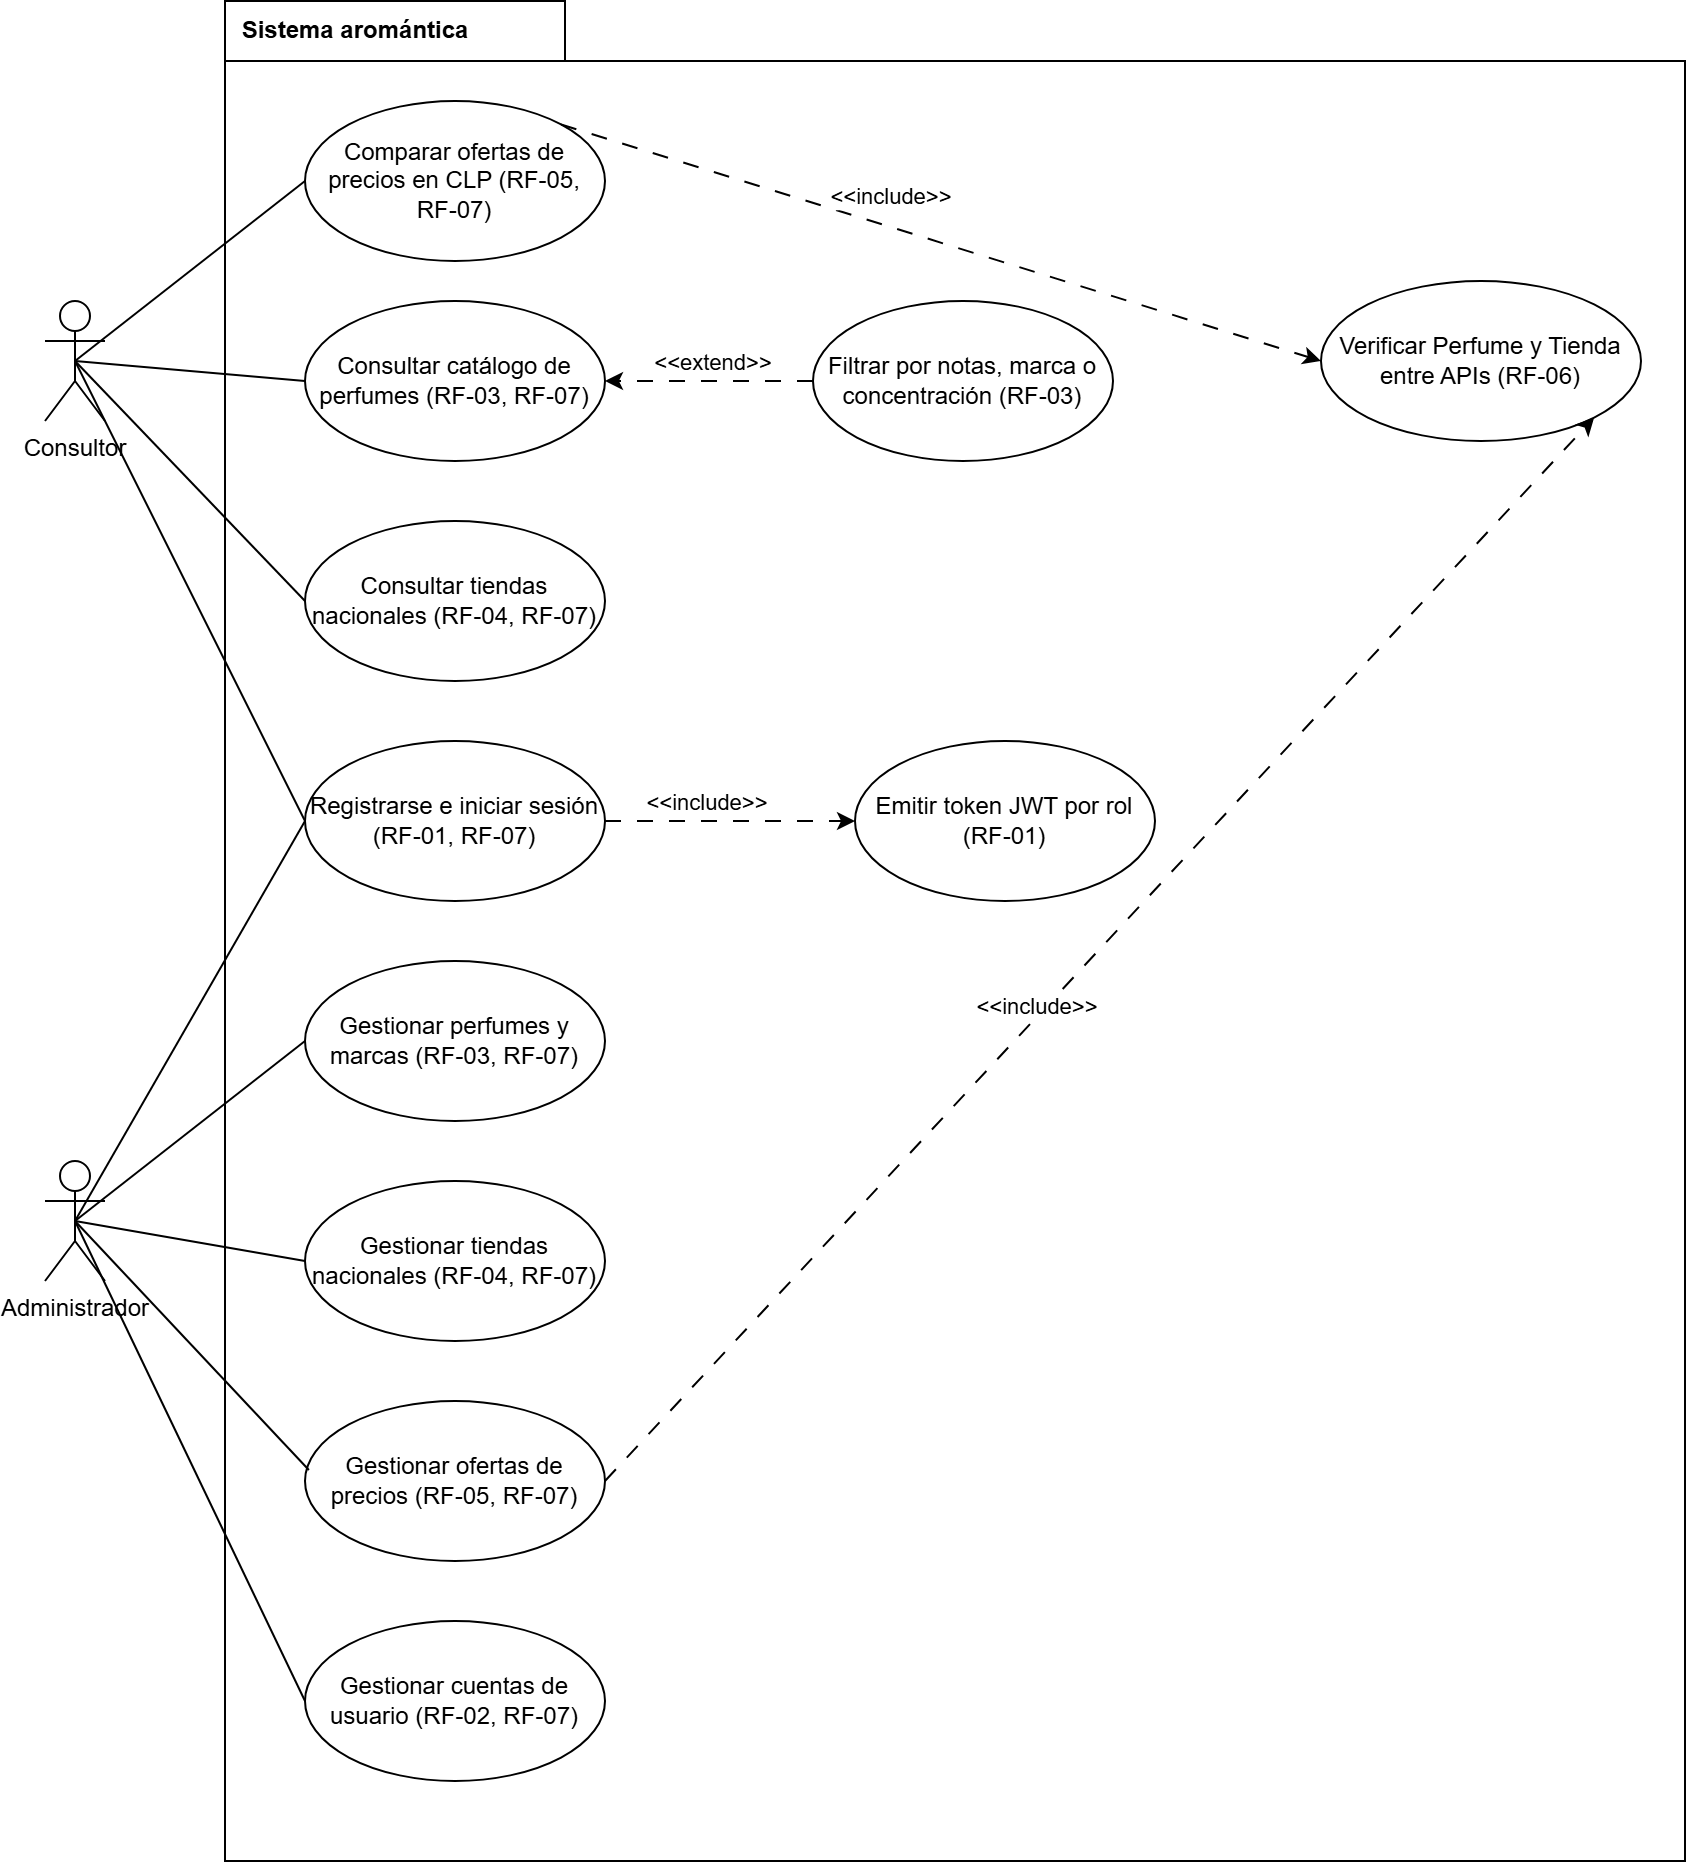 Sistema aromántica
Comparar ofertas de
precios en CLP (RF-05,
RF-07)
<<include>>
Consultor
Consultar catálogo de
perfumes (RF-03, RF-07)
<<extend>>
Filtrar por notas, marca o
concentración (RF-03)
Verificar Perfume y Tienda
entre APIs (RF-06)
Consultar tiendas
nacionales (RF-04, RF-07)
Registrarse e iniciar sesión
(RF-01, RF-07)
<<include>>
Emitir token JWT por rol
(RF-01)
Gestionar perfumes y
marcas (RF-03, RF-07)
<<include>>
Administrador
Gestionar tiendas
nacionales (RF-04, RF-07)
Gestionar ofertas de
precios (RF-05, RF-07)
Gestionar cuentas de
usuario (RF-02, RF-07)